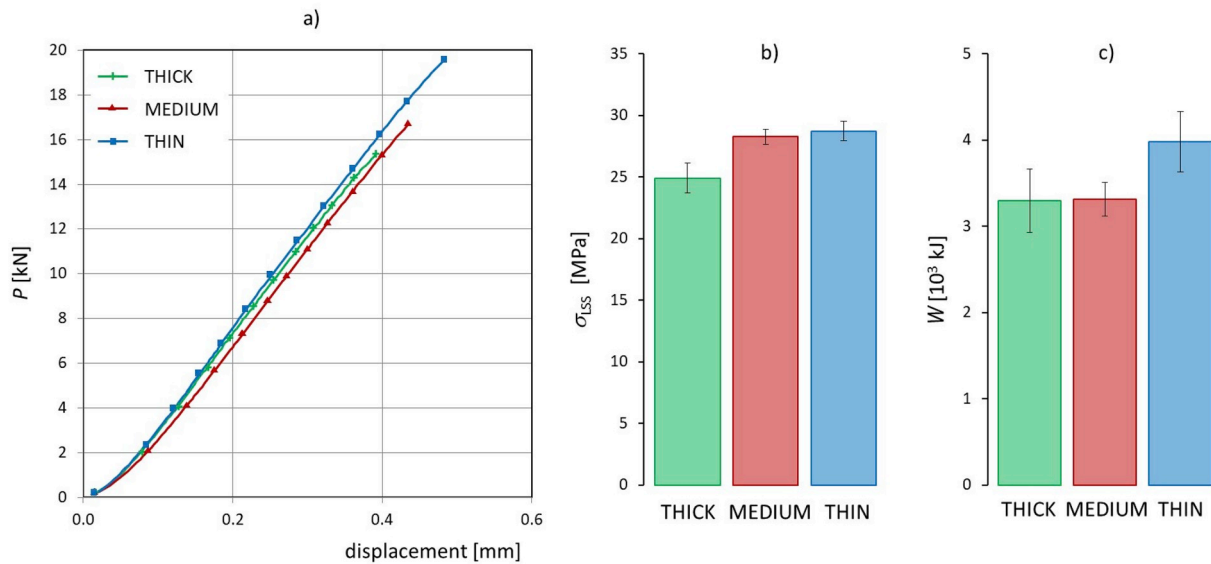 a)
20
18
16
14
12
10
8
6
4
2
0
P [kN]
THICK
MEDIUM
THIN
0.0 0.2 0.4 0.6
displacement [mm]
b)
35
30
25
20
15
10
5
0
σLSS [MPa]
THICK MEDIUM THIN
c)
5
4
3
2
1
0
W [10³ kJ]
THICK MEDIUM THIN